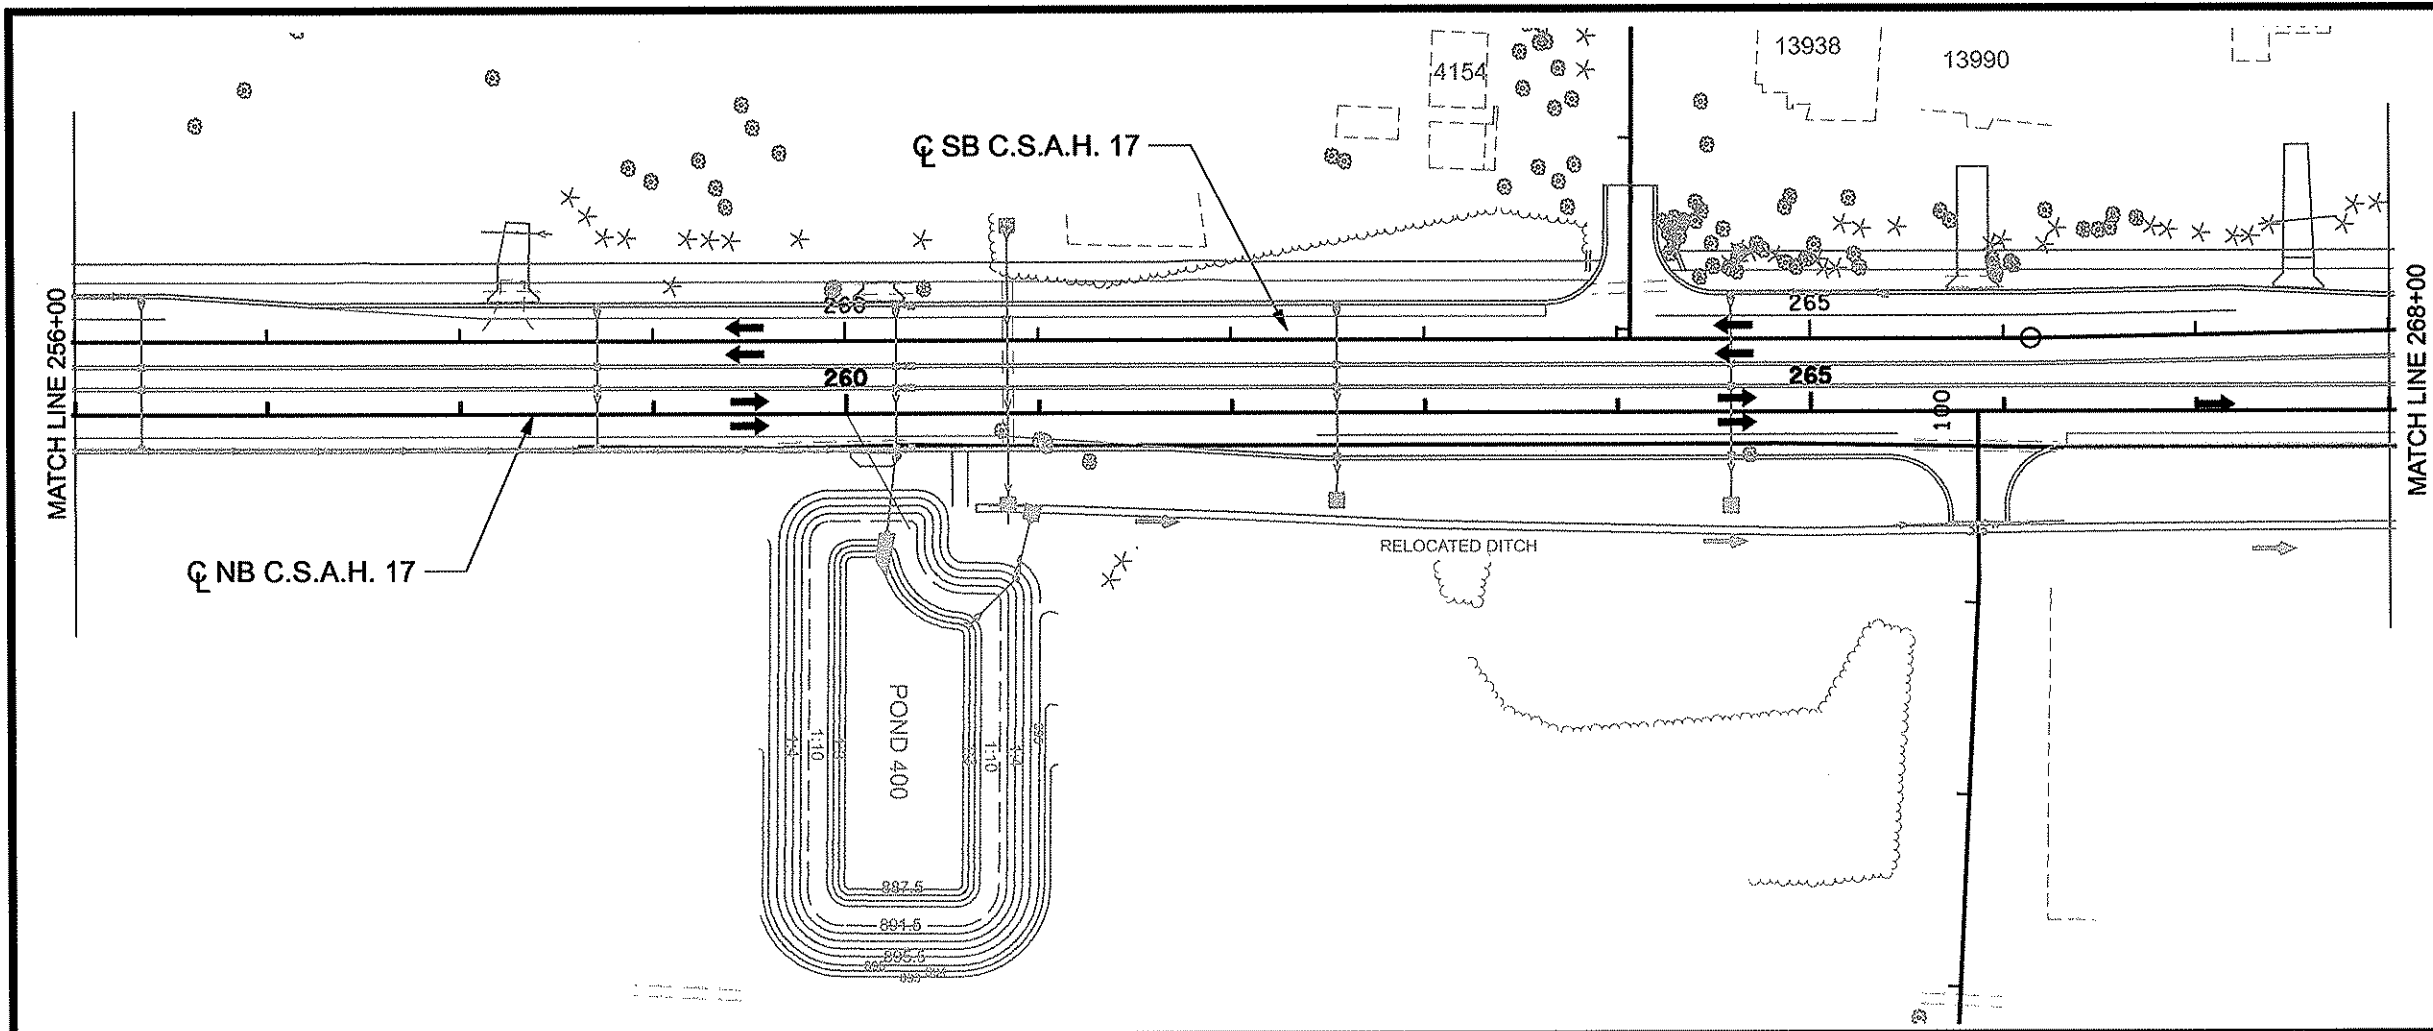 13938
13990
4154
℄ SB C.S.A.H. 17
MATCH LINE 256+00
MATCH LINE 268+00
260
265
260
265
100
℄ NB C.S.A.H. 17
RELOCATED DITCH
POND 400
1:10
1:10
887.5
891.5
895.5